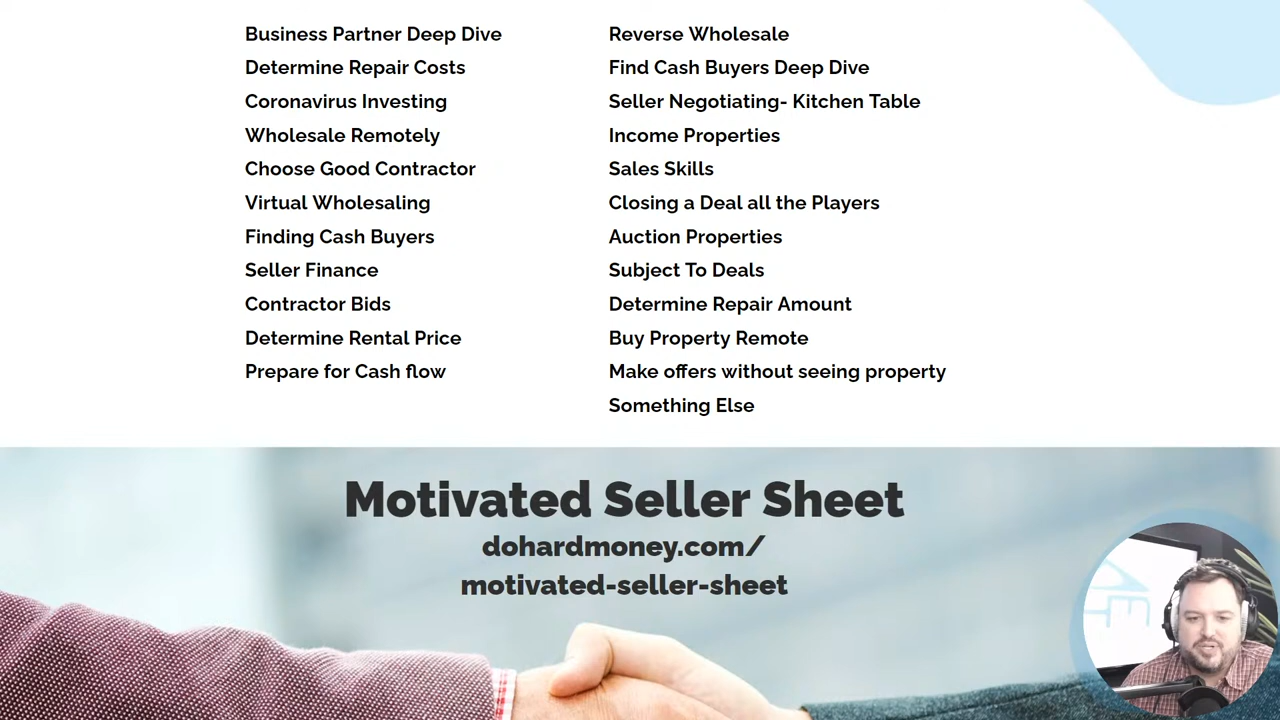 Business Partner Deep Dive
Determine Repair Costs
Coronavirus Investing
Wholesale Remotely
Choose Good Contractor
Virtual Wholesaling
Finding Cash Buyers
Seller Finance
Contractor Bids
Determine Rental Price
Prepare for Cash flow
Reverse Wholesale
Find Cash Buyers Deep Dive
Seller Negotiating- Kitchen Table
Income Properties
Sales Skills
Closing a Deal all the Players
Auction Properties
Subject To Deals
Determine Repair Amount
Buy Property Remote
Make offers without seeing property
Something Else
Motivated Seller Sheet
dohardmoney.com/
motivated-seller-sheet